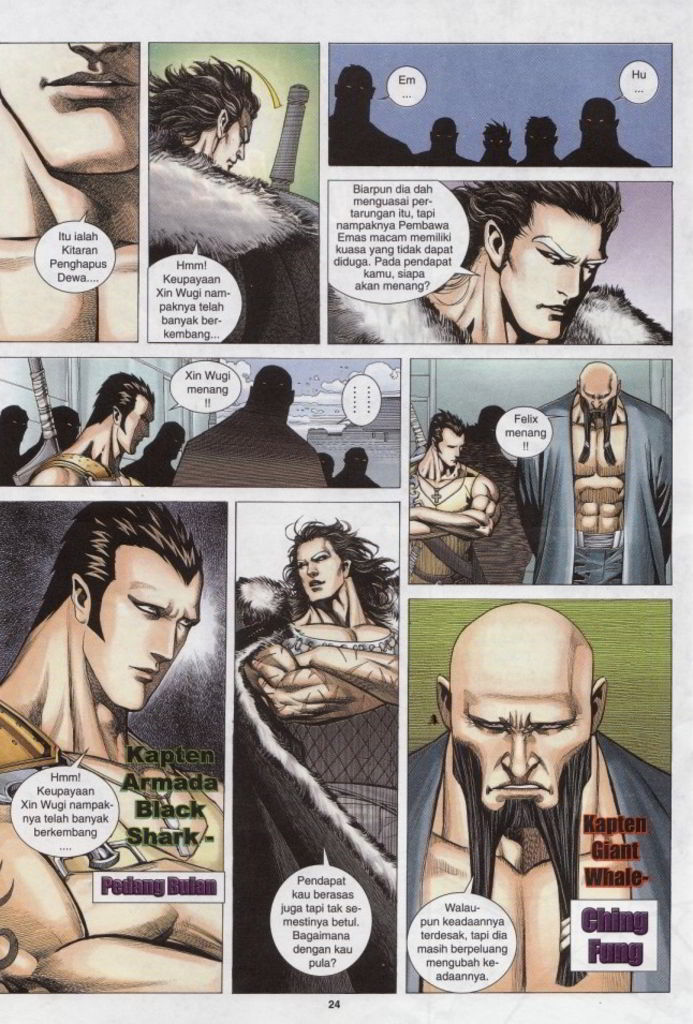 Itu ialah
Kitaran
Penghapus
Dewa....
Hmm!
Keupayaan
Xin Wugi nam-
paknya telah
banyak ber-
kembang...
Em
...
Hu
...
Biarpun dia dah
menguasai per-
tarungan itu, tapi
nampaknya Pembawa
Emas macam memiliki
kuasa yang tidak dapat
diduga. Pada pendapat
kamu, siapa
akan menang?
Xin Wugi
menang
!!
......
Felix
menang
!!
Hmm!
Keupayaan
Xin Wugi nampak-
nya telah banyak
berkembang
....
Kapten
Armada
Black
Shark -
Pedang Bulan
Pendapat
kau berasas
juga tapi tak se-
mestinya betul.
Bagaimana
dengan kau
pula?
Walau-
pun keadaannya
terdesak, tapi dia
masih berpeluang
mengubah ke-
adaannya.
Kapten
Giant
Whale-
Ching
Fung
24